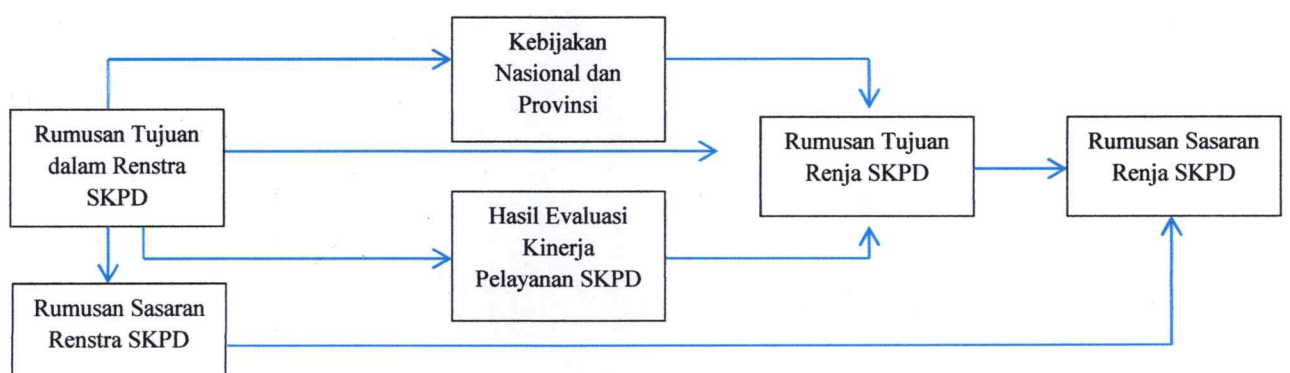 Kebijakan
Nasional dan
Provinsi
Rumusan Tujuan
dalam Renstra
SKPD
Rumusan Tujuan
Renja SKPD
Rumusan Sasaran
Renja SKPD
Hasil Evaluasi
Kinerja
Pelayanan SKPD
Rumusan Sasaran
Renstra SKPD